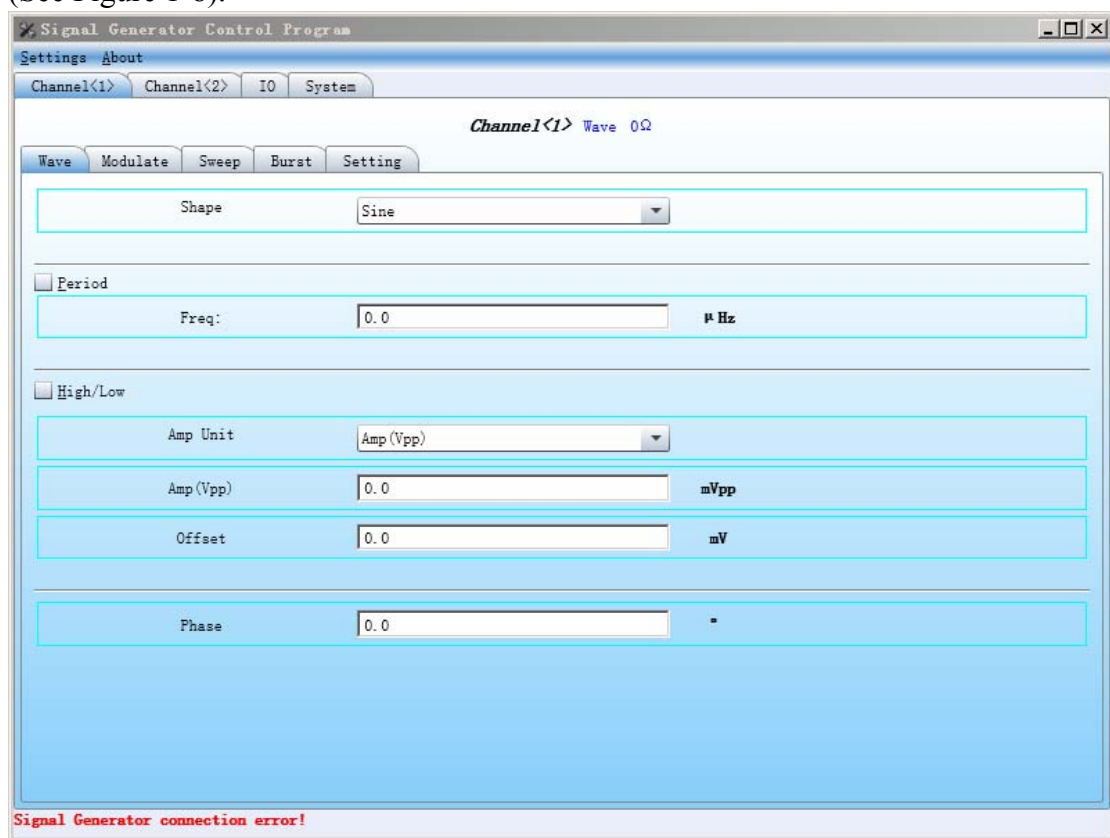 (See Figure 1-6).
Signal Generator Control Program
Settings About
Channel<1> Channel<2> IO System
Channel<1> Wave 0Ω
Wave Modulate Sweep Burst Setting
Shape Sine
Period
Freq: 0.0 μHz
High/Low
Amp Unit Amp(Vpp)
Amp(Vpp) 0.0 mVpp
Offset 0.0 mV
Phase 0.0 °
Signal Generator connection error!